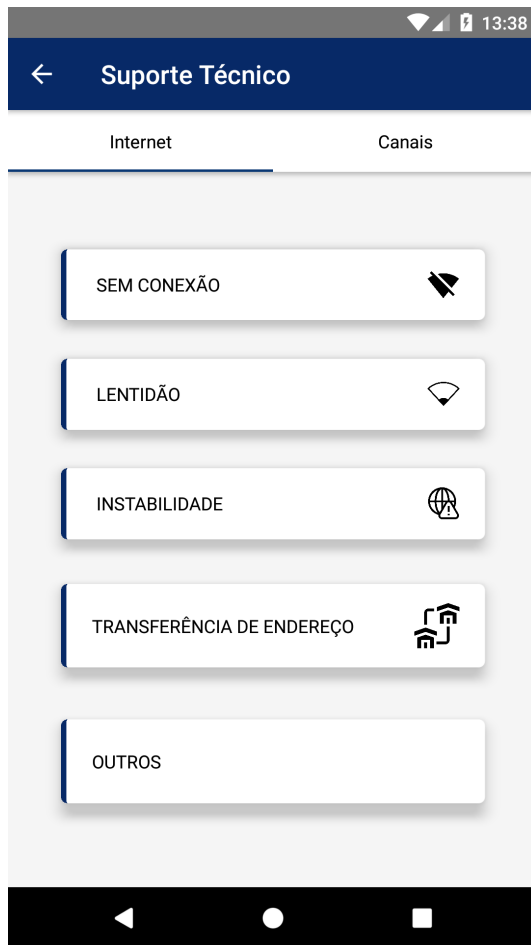 13:38
Suporte Técnico
Internet
Canais
SEM CONEXÃO
LENTIDÃO
INSTABILIDADE
TRANSFERÊNCIA DE ENDEREÇO
OUTROS